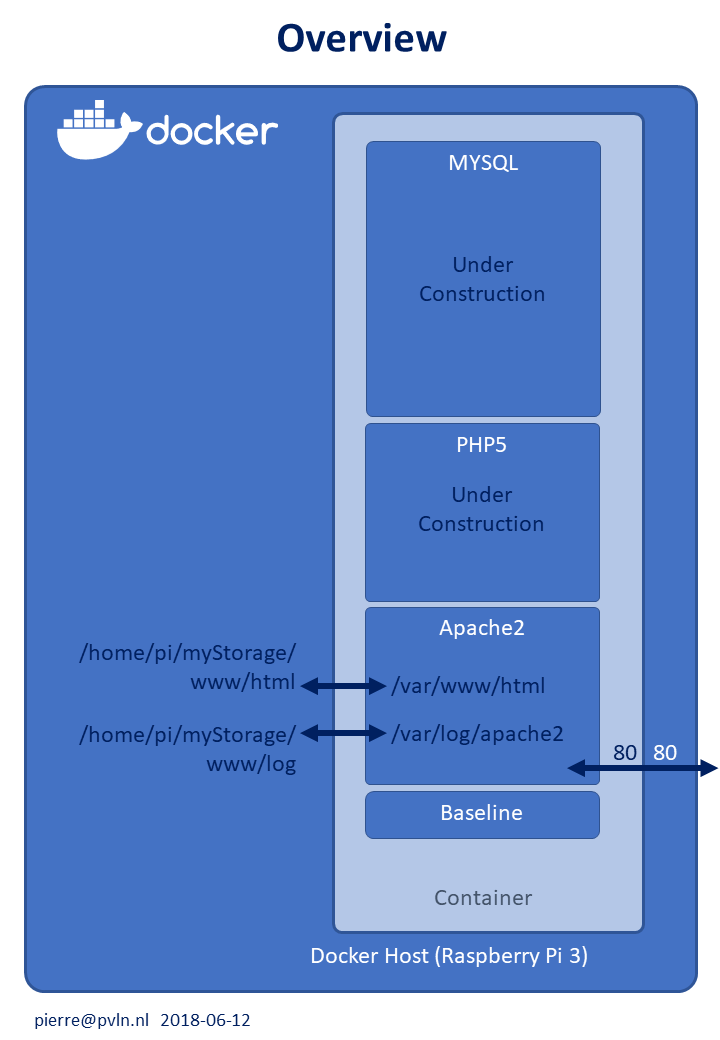 Overview
docker
MYSQL
Under
Construction
PHP5
Under
Construction
Apache2
/home/pi/myStorage/
www/html
/var/www/html
/home/pi/myStorage/
www/log
/var/log/apache2
80 80
Baseline
Container
Docker Host (Raspberry Pi 3)
pierre@pvln.nl 2018-06-12